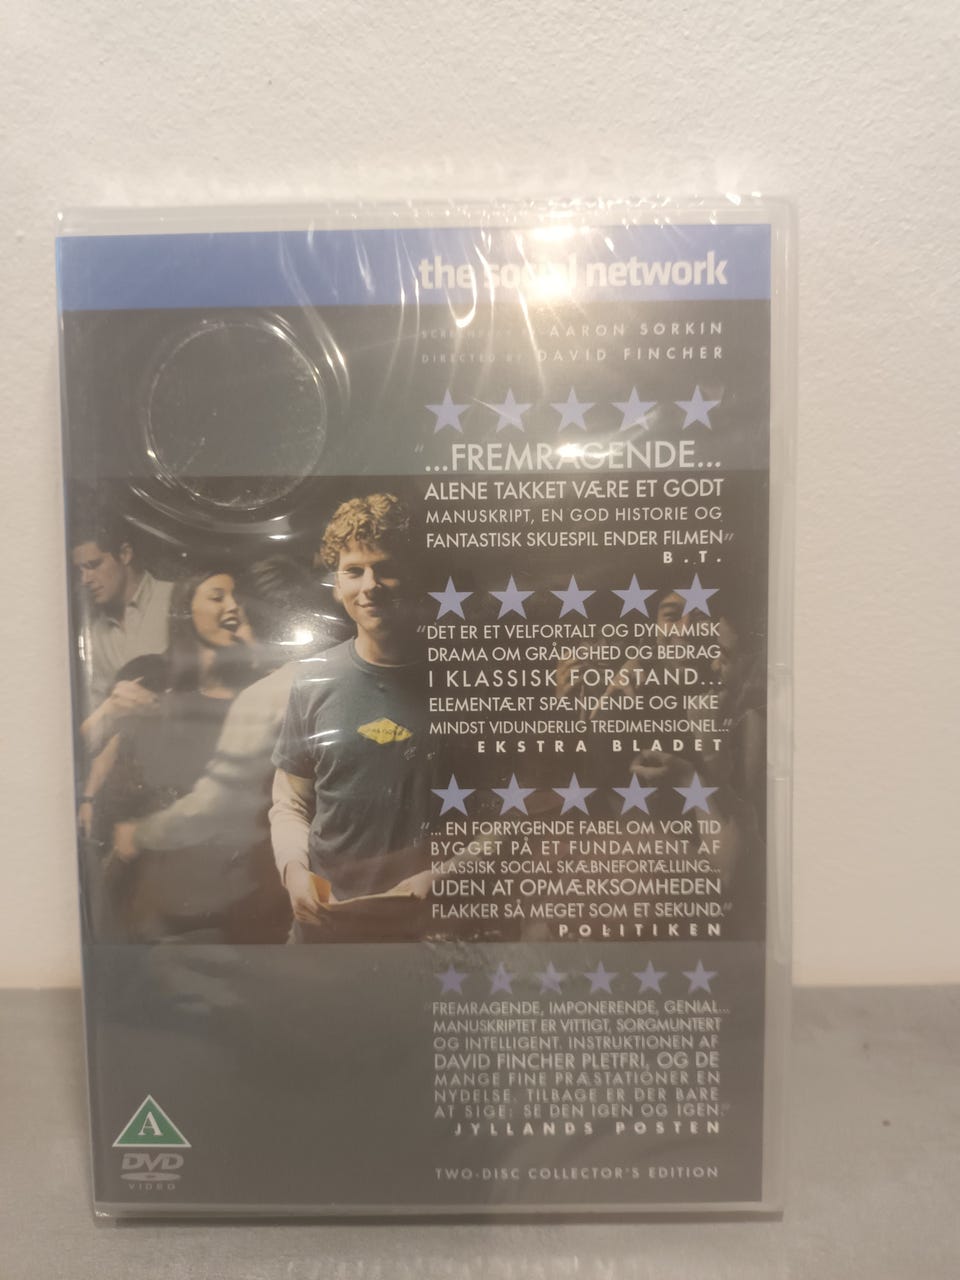 the social network
SCREENPLAY BY AARON SORKIN
DIRECTED BY DAVID FINCHER
"...FREMRAGENDE...
ALENE TAKKET VÆRE ET GODT
MANUSKRIPT, EN GOD HISTORIE OG
FANTASTISK SKUESPIL ENDER FILMEN"
B.T.
"DET ER ET VELFORTALT OG DYNAMISK
DRAMA OM GRÅDIGHED OG BEDRAG
I KLASSISK FORSTAND...
ELEMENTÆRT SPÆNDENDE OG IKKE
MINDST VIDUNDERLIG TREDIMENSIONEL..."
EKSTRA BLADET
"... EN FORRYGENDE FABEL OM VOR TID
BYGGET PÅ ET FUNDAMENT AF
KLASSISK SOCIAL SKÆBNEFORTÆLLING...
UDEN AT OPMÆRKSOMHEDEN
FLAKKER SÅ MEGET SOM ET SEKUND."
POLITIKEN
"FREMRAGENDE, IMPONERENDE, GENIAL...
MANUSKRIPTET ER VITTIGT, SORGMUNTERT
OG INTELLIGENT. INSTRUKTIONEN AF
DAVID FINCHER PLETFRI, OG DE
MANGE FINE PRÆSTATIONER EN
NYDELSE. TILBAGE ER DER BARE
AT SIGE: SE DEN IGEN OG IGEN."
JYLLANDS POSTEN
A
DVD
VIDEO
TWO-DISC COLLECTOR'S EDITION